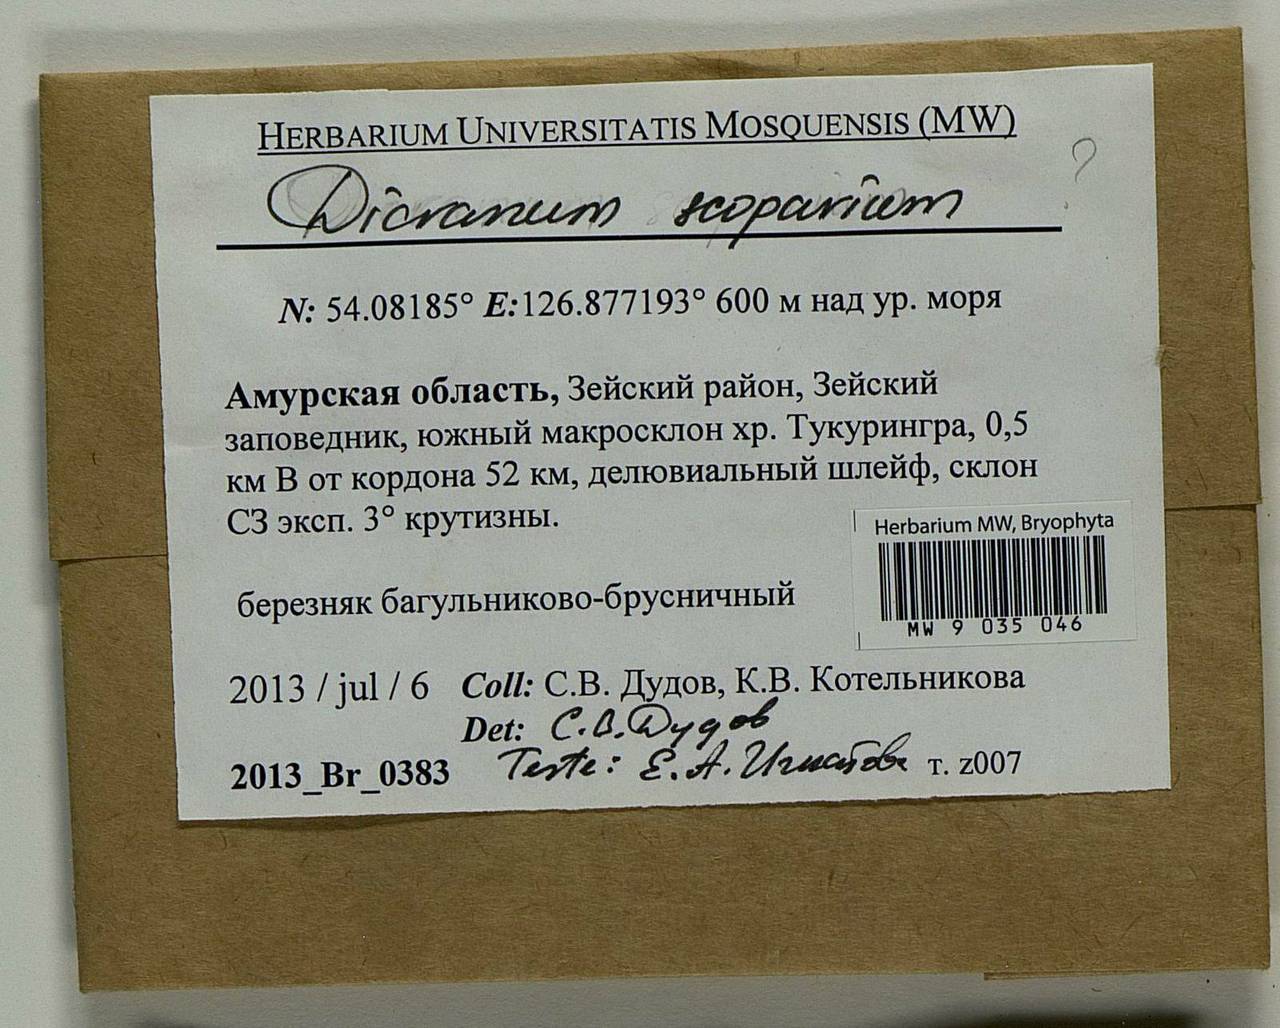 HERBARIUM UNIVERSITATIS MOSQUENSIS (MW)
?
Dicranum scoparium
N: 54.08185° E:126.877193° 600 м над ур. моря
Амурская область, Зейский район, Зейский
заповедник, южный макросклон хр. Тукурингра, 0,5
км В от кордона 52 км, делювиальный шлейф, склон
СЗ эксп. 3° крутизны.
Herbarium MW, Bryophyta
MW 9 035 046
березняк багульниково-брусничный
2013 / jul / 6 Coll: С.В. Дудов, К.В. Котельникова
Det: С.В.Дудов
2013_Br_0383 Teste: Е.А.Игнатова т. z007